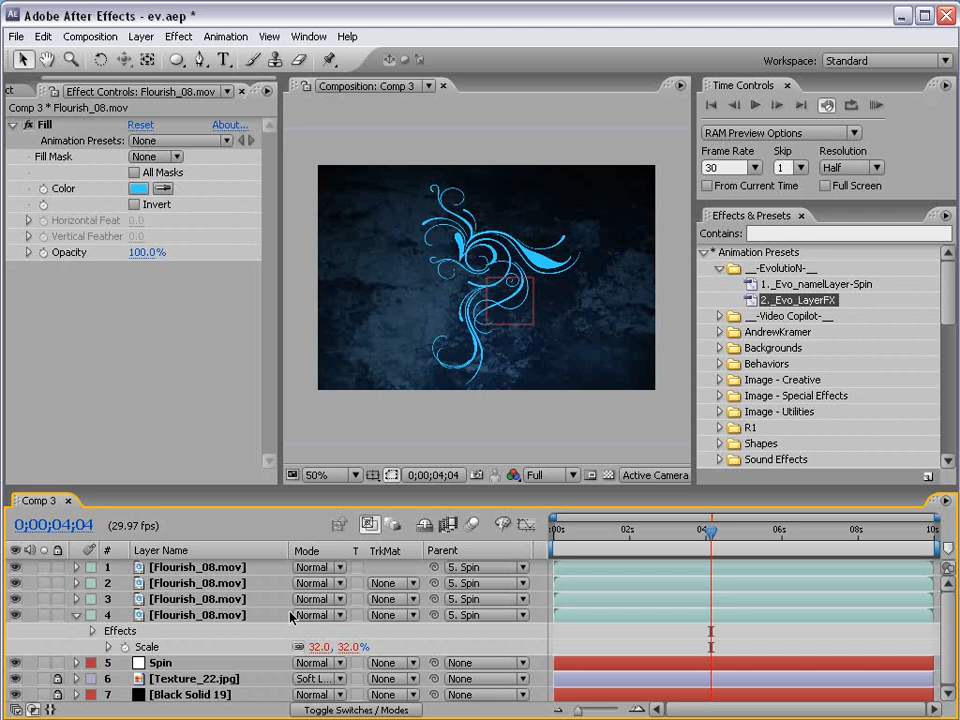 Adobe After Effects - ev.aep *
File Edit Composition Layer Effect Animation View Window Help
Workspace: Standard
ct Effect Controls: Flourish_08.mov
Comp 3 * Flourish_08.mov
Fill Reset About...
Animation Presets: None
Fill Mask None
All Masks
Color
Invert
Horizontal Feat 0.0
Vertical Feather 0.0
Opacity 100.0%
Composition: Comp 3
50% 0;00;04;04 Full Active Camera
Time Controls
RAM Preview Options
Frame Rate Skip Resolution
30 1 Half
From Current Time Full Screen
Effects & Presets
Contains:
* Animation Presets
__-EvolutioN-__
1._Evo_namelLayer-Spin
2._Evo_LayerFX
__-Video Copilot-__
AndrewKramer
Backgrounds
Behaviors
Image - Creative
Image - Special Effects
Image - Utilities
R1
Shapes
Sound Effects
Comp 3
0;00;04;04 (29.97 fps)
:00s 02s 04s 06s 08s 10s
# Layer Name Mode T TrkMat Parent
1 [Flourish_08.mov] Normal 5. Spin
2 [Flourish_08.mov] Normal None 5. Spin
3 [Flourish_08.mov] Normal None 5. Spin
4 [Flourish_08.mov] Normal None 5. Spin
Effects
Scale 32.0, 32.0%
5 Spin Normal None None
6 [Texture_22.jpg] Soft L... None None
7 [Black Solid 19] Normal None None
Toggle Switches / Modes